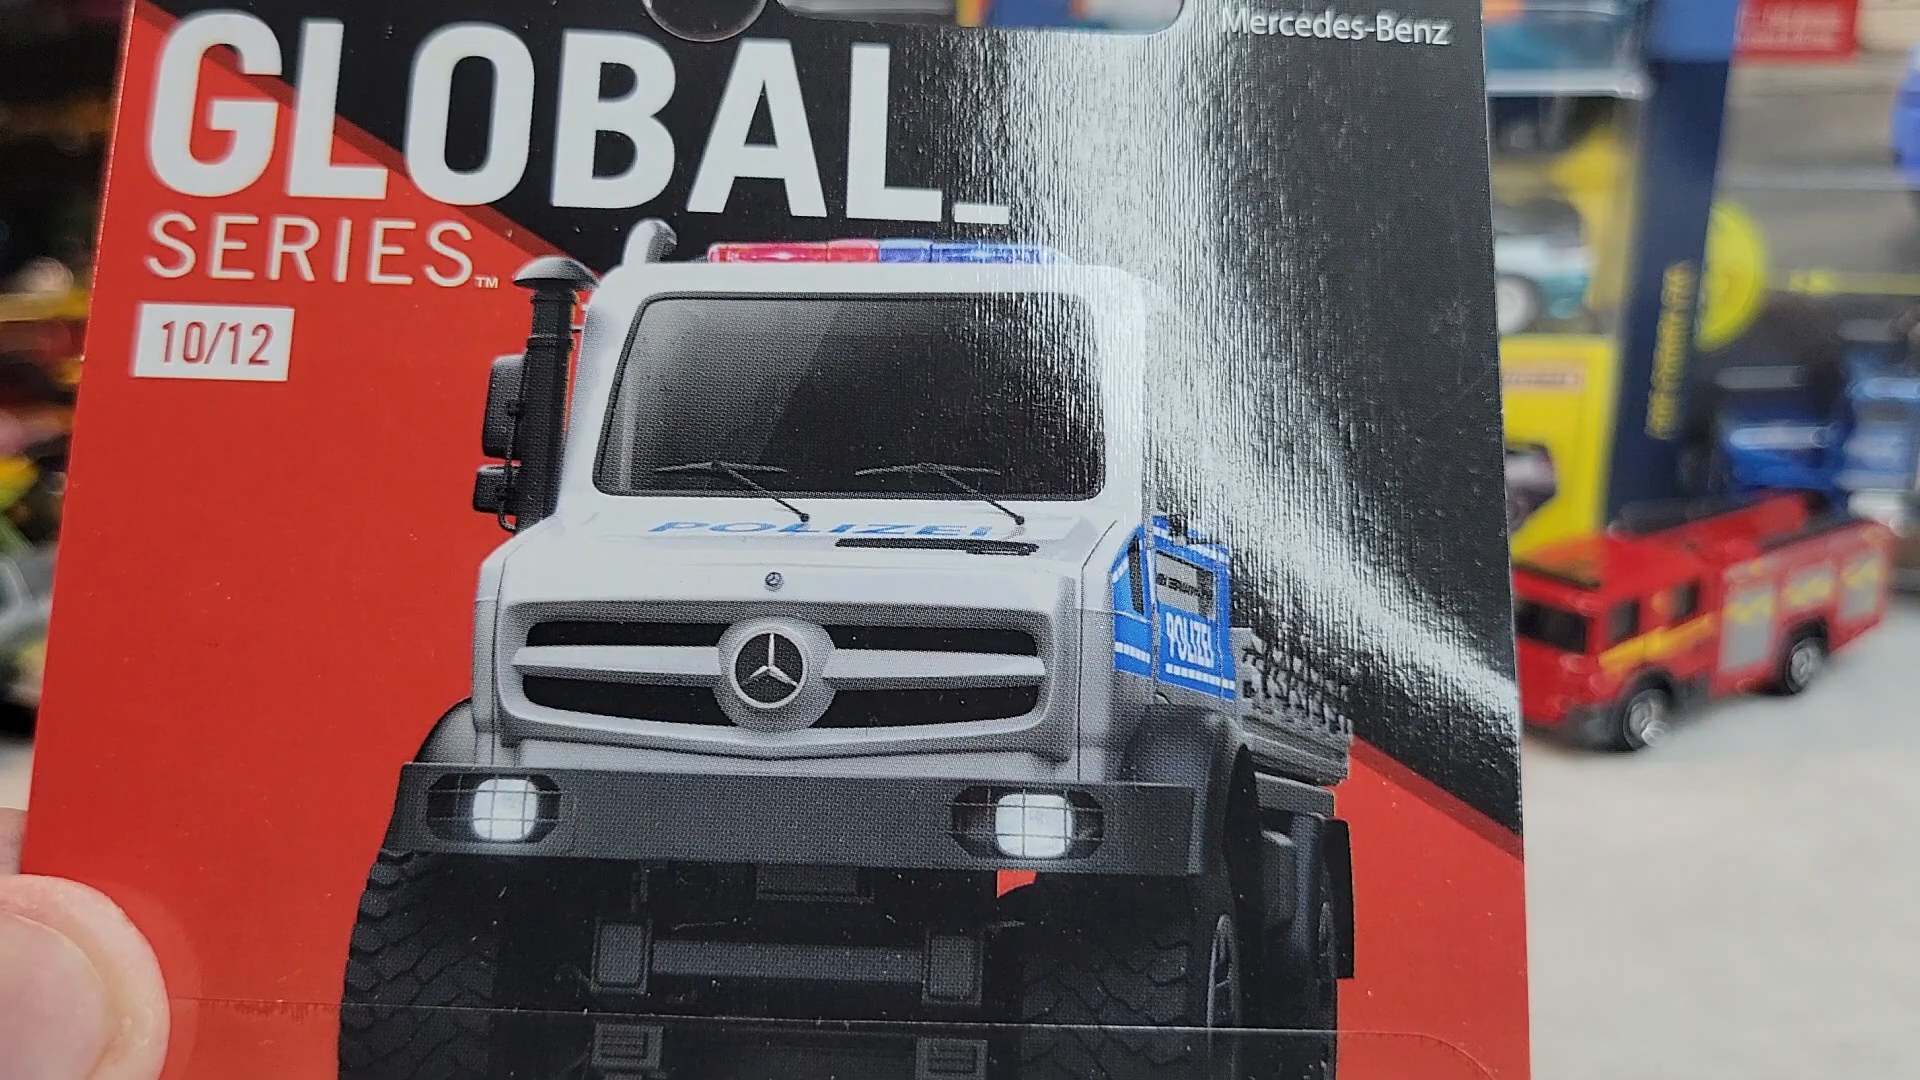 Mercedes-Benz
GLOBAL
SERIES™
10/12
POLIZEI
POLIZEI